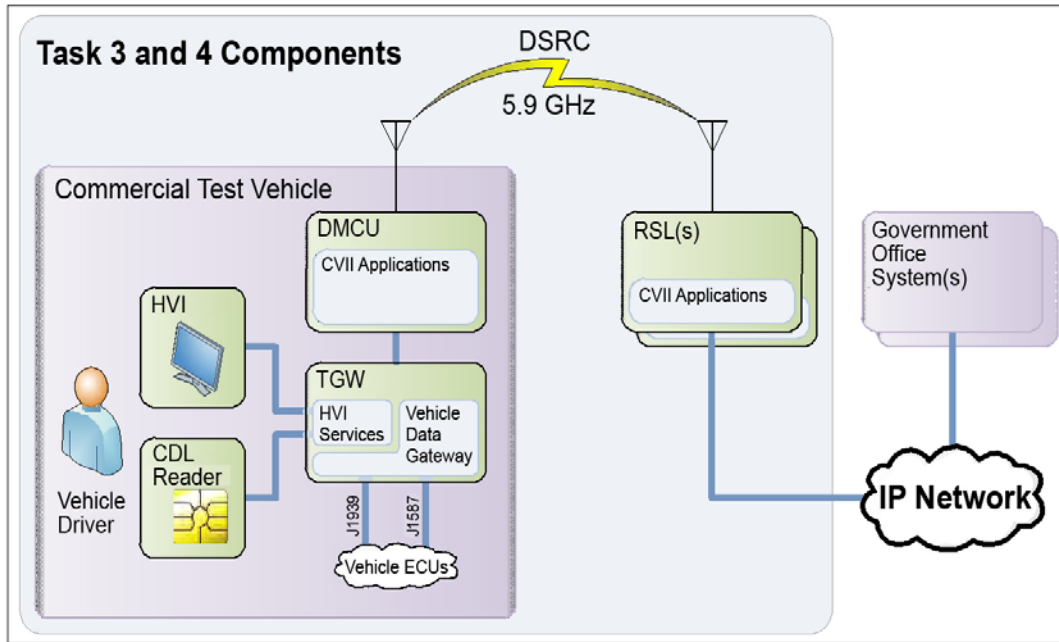 Task 3 and 4 Components
DSRC
5.9 GHz
Commercial Test Vehicle
DMCU
CVII Applications
RSL(s)
CVII Applications
Government
Office
System(s)
HVI
TGW
HVI
Services
Vehicle
Data
Gateway
CDL
Reader
Vehicle
Driver
J1939
J1587
Vehicle ECUs
IP Network